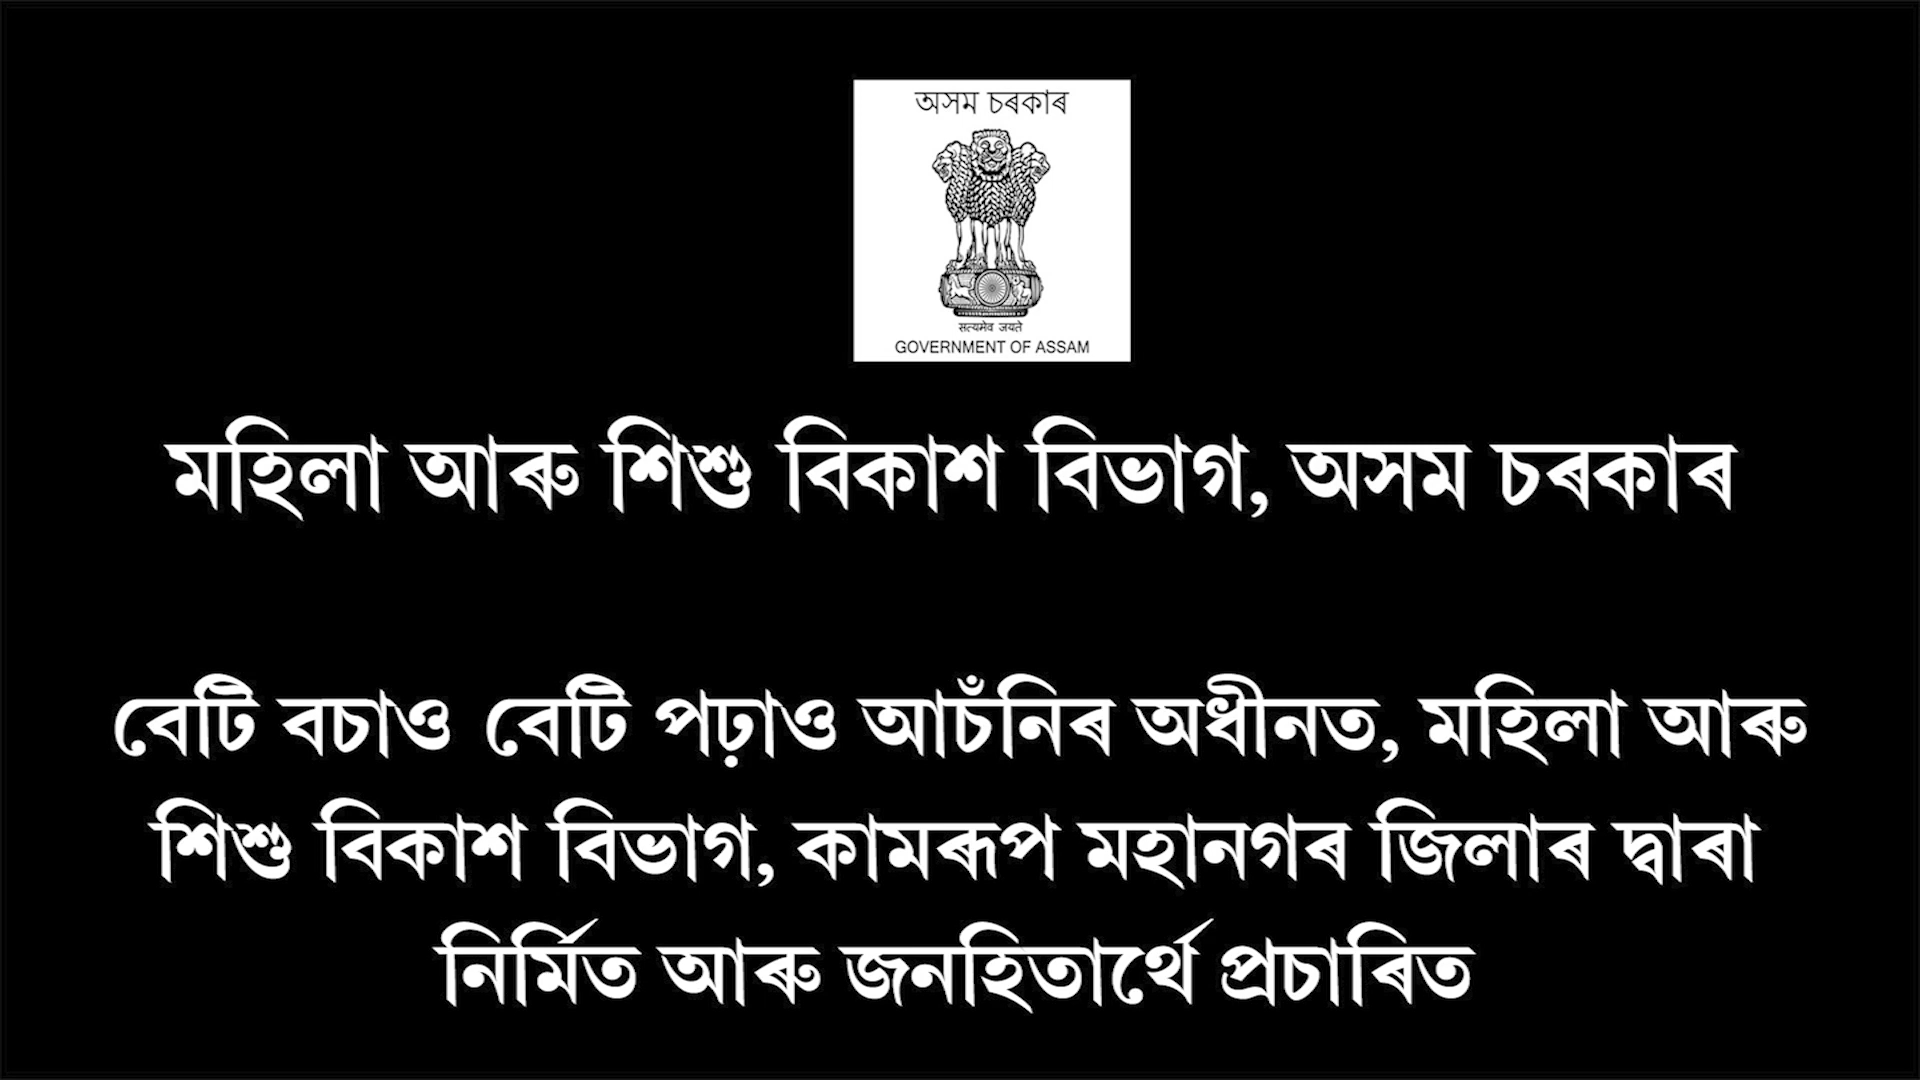 অসম চৰকাৰ
सत्यमेव जयते
GOVERNMENT OF ASSAM
মহিলা আৰু শিশু বিকাশ বিভাগ, অসম চৰকাৰ
বেটি বচাও বেটি পঢ়াও আচঁনিৰ অধীনত, মহিলা আৰু
শিশু বিকাশ বিভাগ, কামৰূপ মহানগৰ জিলাৰ দ্বাৰা
নিৰ্মিত আৰু জনহিতাৰ্থে প্ৰচাৰিত